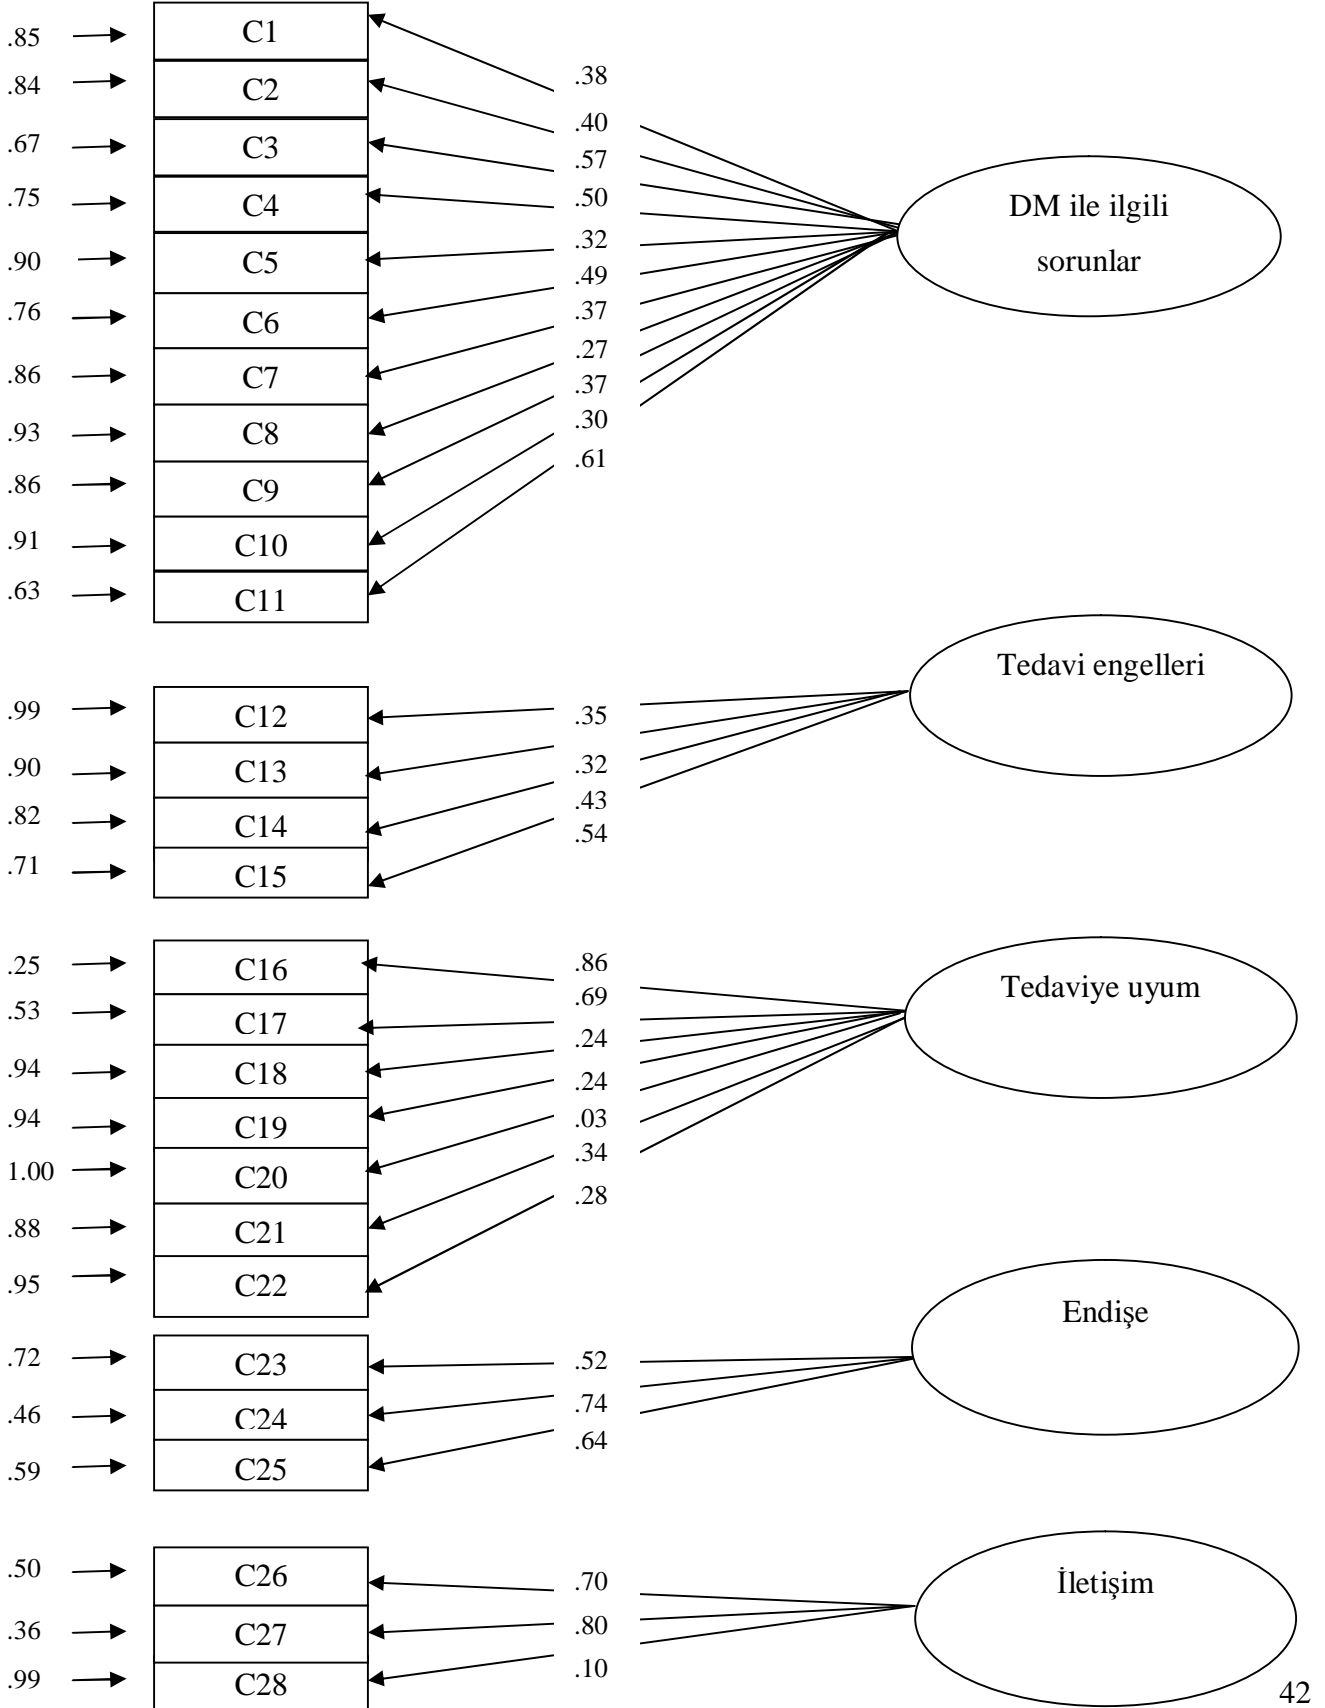 .85 C1
.38
.84 C2
.40
.67 C3
.57
.75 C4
.50
DM ile ilgili
sorunlar
.90 C5
.32
.76 C6
.49
.86 C7
.37
.93 C8
.27
.86 C9
.37
.91 C10
.30
.63 C11
.61
Tedavi engelleri
.99 C12
.35
.90 C13
.32
.82 C14
.43
.71 C15
.54
.25 C16
.86
Tedaviye uyum
.53 C17
.69
.94 C18
.24
.94 C19
.24
1.00 C20
.03
.88 C21
.34
.95 C22
.28
Endişe
.72 C23
.52
.46 C24
.74
.59 C25
.64
.50 C26
.70
İletişim
.36 C27
.80
.99 C28
.10
42